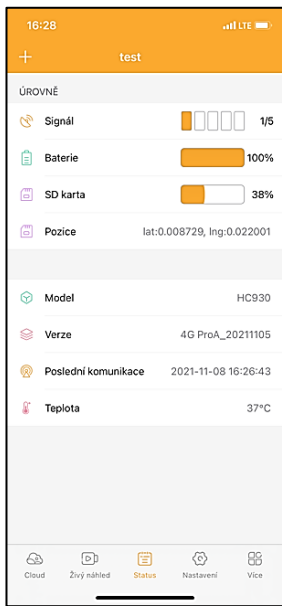 16:28 LTE
+ test
ÚROVNĚ
Signál 1/5
Baterie 100%
SD karta 38%
Pozice lat:0.008729, lng:0.022001
Model HC930
Verze 4G ProA_20211105
Poslední komunikace 2021-11-08 16:26:43
Teplota 37°C
Cloud Živý náhled Status Nastavení Více